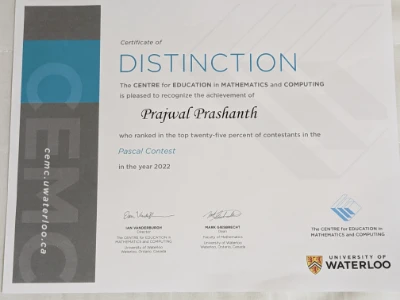 Certificate of
DISTINCTION
The CENTRE for EDUCATION in MATHEMATICS and COMPUTING
is pleased to recognize the achievement of
Prajwal Prashanth
who ranked in the top twenty-five percent of contestants in the
Pascal Contest
in the year 2022
CEMC
cemc.uwaterloo.ca
IAN VANDERBURGH
Director
The CENTRE for EDUCATION in
MATHEMATICS and COMPUTING
University of Waterloo
Waterloo, Ontario, Canada
MARK GIESBRECHT
Dean
Faculty of Mathematics
University of Waterloo
Waterloo, Ontario, Canada
The CENTRE for EDUCATION in
MATHEMATICS and COMPUTING
UNIVERSITY OF
WATERLOO